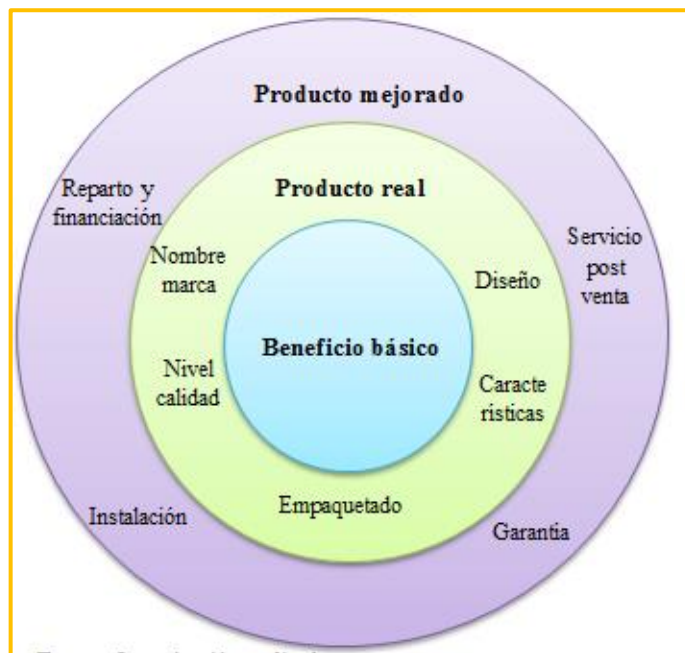 Producto mejorado
Producto real
Reparto y
financiación
Nombre
marca
Servicio
post
venta
Diseño
Beneficio básico
Nivel
calidad
Caracte
rísticas
Empaquetado
Instalación
Garantia